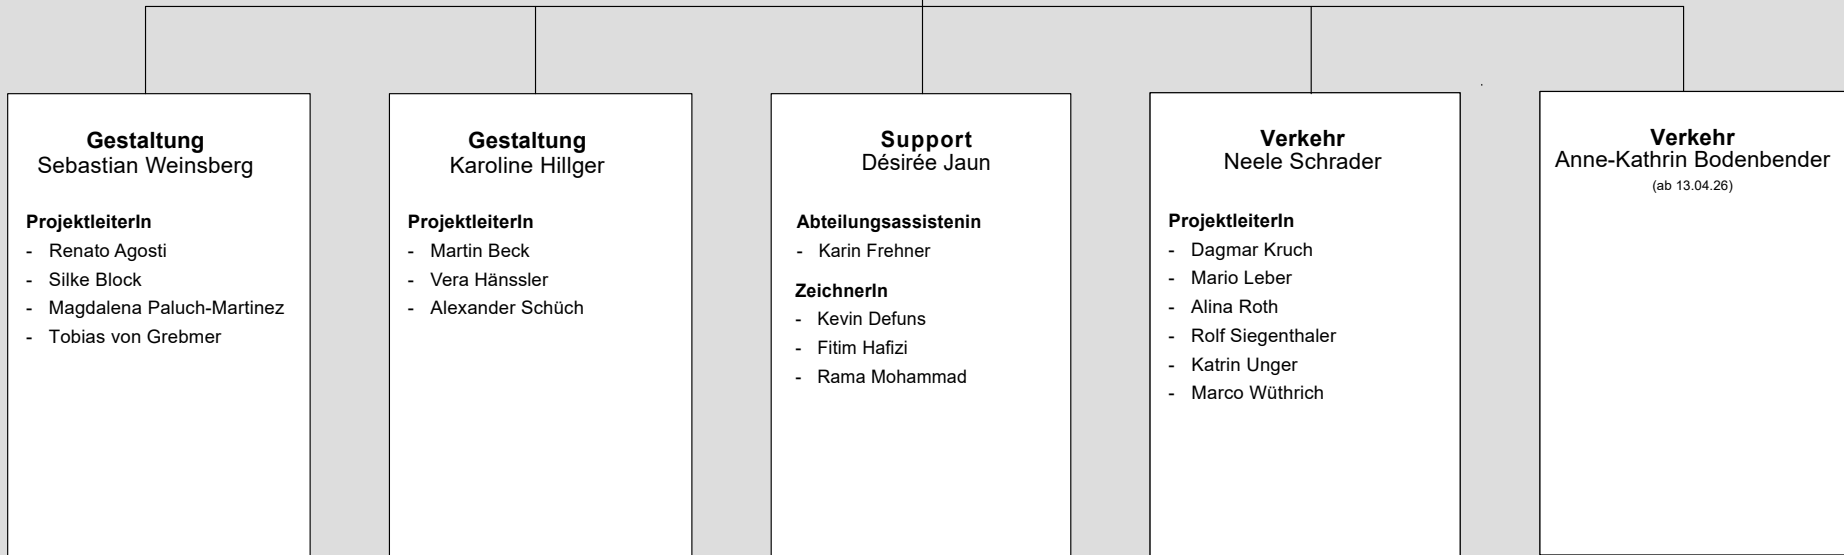 Gestaltung
Sebastian Weinsberg
ProjektleiterIn
- Renato Agosti
- Silke Block
- Magdalena Paluch-Martinez
- Tobias von Grebmer
Gestaltung
Karoline Hillger
ProjektleiterIn
- Martin Beck
- Vera Hänssler
- Alexander Schüch
Support
Désirée Jaun
Abteilungsassistenin
- Karin Frehner
ZeichnerIn
- Kevin Defuns
- Fitim Hafizi
- Rama Mohammad
Verkehr
Neele Schrader
ProjektleiterIn
- Dagmar Kruch
- Mario Leber
- Alina Roth
- Rolf Siegenthaler
- Katrin Unger
- Marco Wüthrich
Verkehr
Anne-Kathrin Bodenbender
(ab 13.04.26)